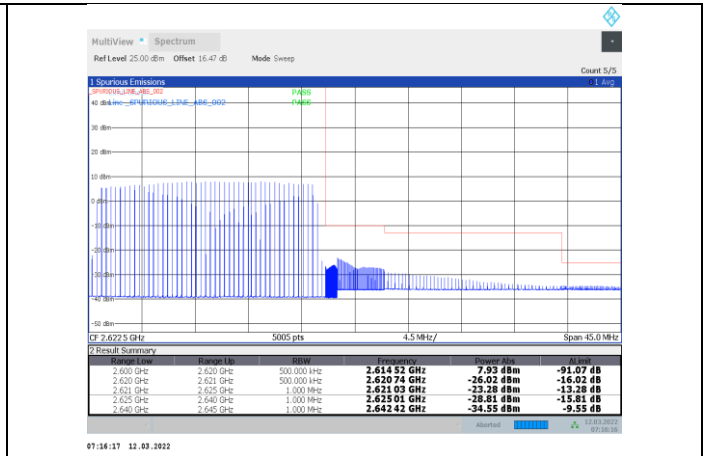 MultiView Spectrum
Ref Level 25.00 dBm Offset 16.47 dB Mode Sweep
Count 5/5
1 Spurious Emissions 1 Avg
_SPURIOUS_LINE_ABS_002 PASS
40 dBm Line _SPURIOUS_LINE_ABS_002 PASS
30 dBm
20 dBm
10 dBm
0 dBm
-10 dBm
-20 dBm
-30 dBm
-40 dBm
-50 dBm
CF 2.6225 GHz 5005 pts 4.5 MHz/ Span 45.0 MHz
2 Result Summary
Range Low Range Up RBW Frequency Power Abs ΔLimit
2.600 GHz 2.620 GHz 500.000 kHz 2.614 52 GHz 7.93 dBm -91.07 dB
2.620 GHz 2.621 GHz 500.000 kHz 2.620 74 GHz -26.02 dBm -16.02 dB
2.621 GHz 2.625 GHz 1.000 MHz 2.621 03 GHz -23.28 dBm -13.28 dB
2.625 GHz 2.640 GHz 1.000 MHz 2.625 01 GHz -28.81 dBm -15.81 dB
2.640 GHz 2.645 GHz 1.000 MHz 2.642 42 GHz -34.55 dBm -9.55 dB
Aborted 12.03.2022
07:16:16
07:16:17 12.03.2022